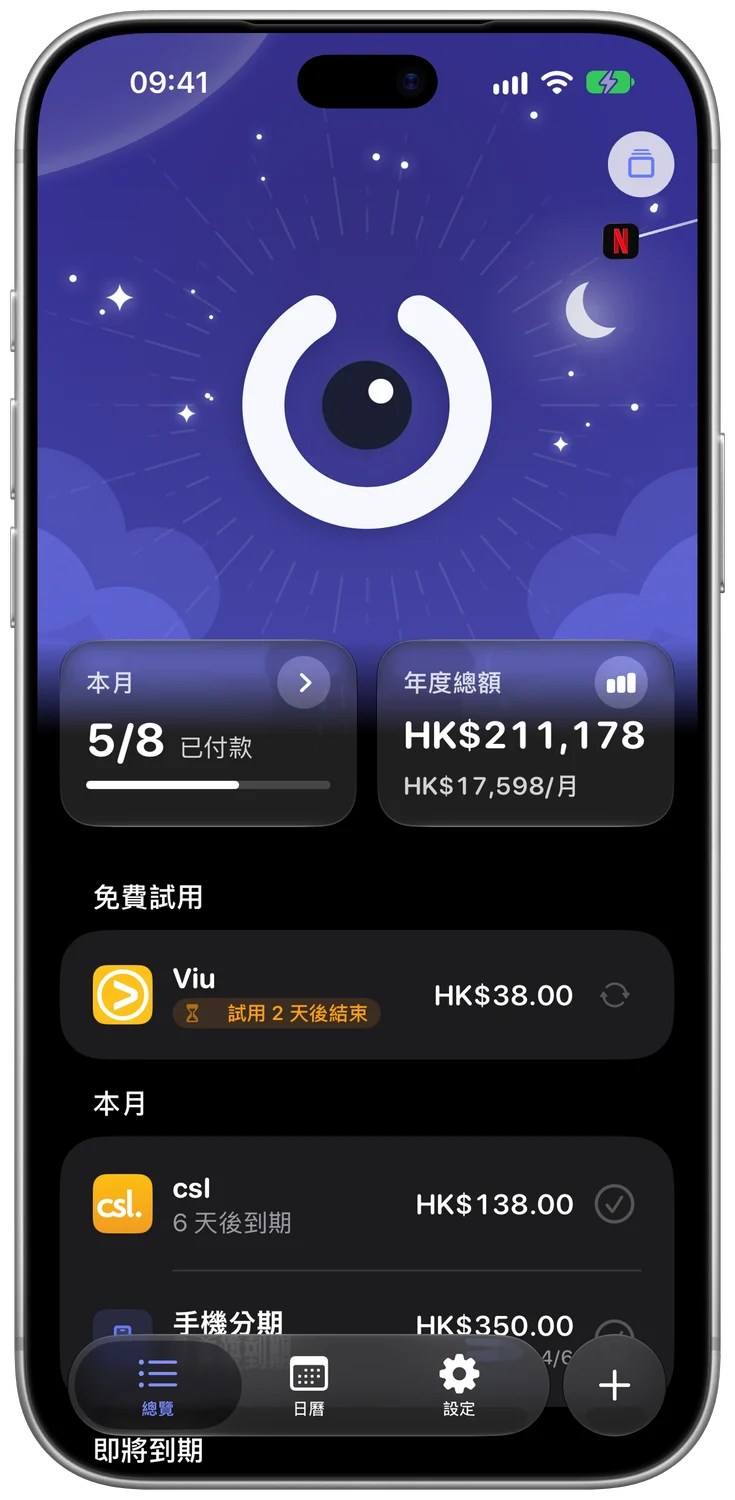 09:41
N
本月
5/8 已付款
年度總額
HK$211,178
HK$17,598/月
免費試用
Viu
試用 2 天後結束
HK$38.00
本月
csl.
csl
6 天後到期
HK$138.00
手機分期
HK$350.00
4/6
總覽
日曆
設定
即將到期